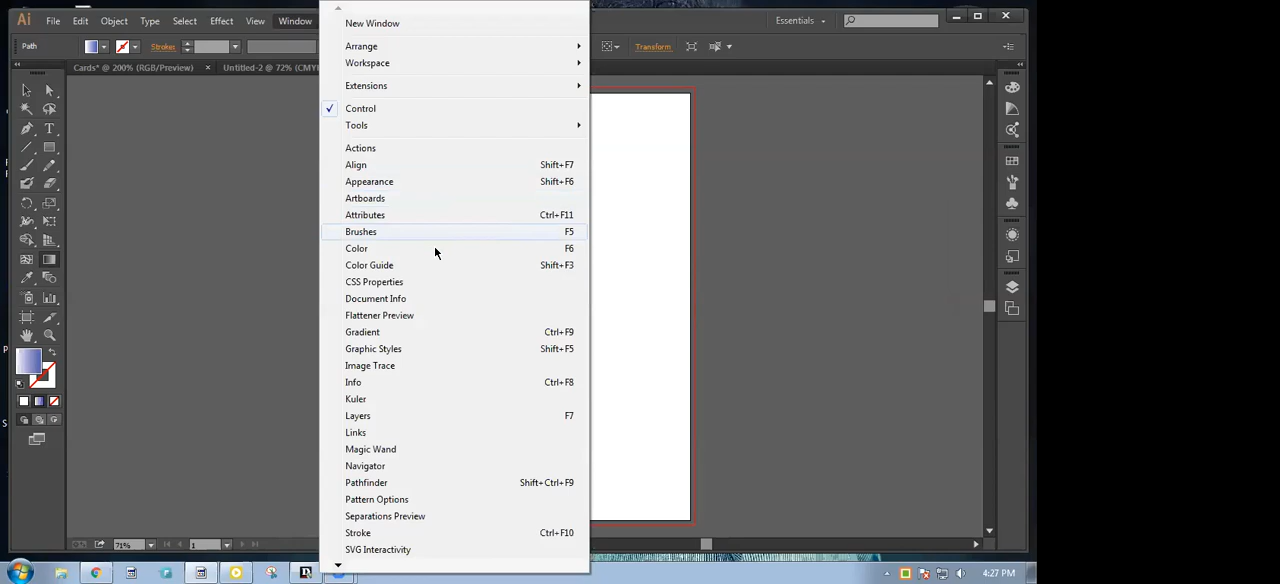 Ai File Edit Object Type Select Effect View Window Essentials
Path Stroke: Transform
Cards* @ 200% (RGB/Preview) × Untitled-2 @ 72% (CMY
New Window
Arrange
Workspace
Extensions
Control
Tools
Actions
Align Shift+F7
Appearance Shift+F6
Artboards
Attributes Ctrl+F11
Brushes F5
Color F6
Color Guide Shift+F3
CSS Properties
Document Info
Flattener Preview
Gradient Ctrl+F9
Graphic Styles Shift+F5
Image Trace
Info Ctrl+F8
Kuler
Layers F7
Links
Magic Wand
Navigator
Pathfinder Shift+Ctrl+F9
Pattern Options
Separations Preview
Stroke Ctrl+F10
SVG Interactivity
71% 1
4:27 PM